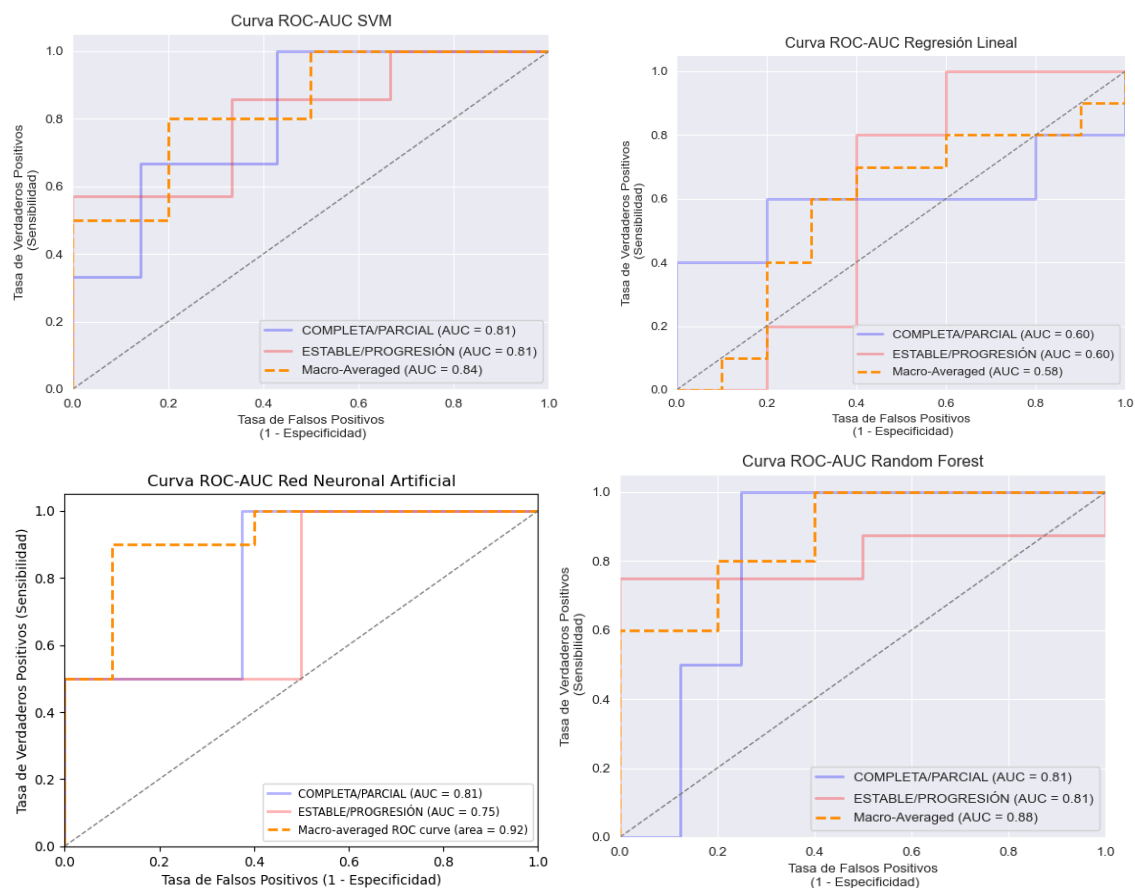 Curva ROC-AUC SVM
1.0
0.8
0.6
0.4
0.2
0.0
Tasa de Verdaderos Positivos
(Sensibilidad)
COMPLETA/PARCIAL (AUC = 0.81)
ESTABLE/PROGRESIÓN (AUC = 0.81)
Macro-Averaged (AUC = 0.84)
0.0 0.2 0.4 0.6 0.8 1.0
Tasa de Falsos Positivos
(1 - Especificidad)
Curva ROC-AUC Regresión Lineal
1.0
0.8
0.6
0.4
0.2
0.0
Tasa de Verdaderos Positivos
(Sensibilidad)
COMPLETA/PARCIAL (AUC = 0.60)
ESTABLE/PROGRESIÓN (AUC = 0.60)
Macro-Averaged (AUC = 0.58)
0.0 0.2 0.4 0.6 0.8 1.0
Tasa de Falsos Positivos
(1 - Especificidad)
Curva ROC-AUC Red Neuronal Artificial
1.0
0.8
0.6
0.4
0.2
0.0
Tasa de Verdaderos Positivos (Sensibilidad)
COMPLETA/PARCIAL (AUC = 0.81)
ESTABLE/PROGRESIÓN (AUC = 0.75)
Macro-averaged ROC curve (area = 0.92)
0.0 0.2 0.4 0.6 0.8 1.0
Tasa de Falsos Positivos (1 - Especificidad)
Curva ROC-AUC Random Forest
1.0
0.8
0.6
0.4
0.2
0.0
Tasa de Verdaderos Positivos
(Sensibilidad)
COMPLETA/PARCIAL (AUC = 0.81)
ESTABLE/PROGRESIÓN (AUC = 0.81)
Macro-Averaged (AUC = 0.88)
0.0 0.2 0.4 0.6 0.8 1.0
Tasa de Falsos Positivos
(1 - Especificidad)